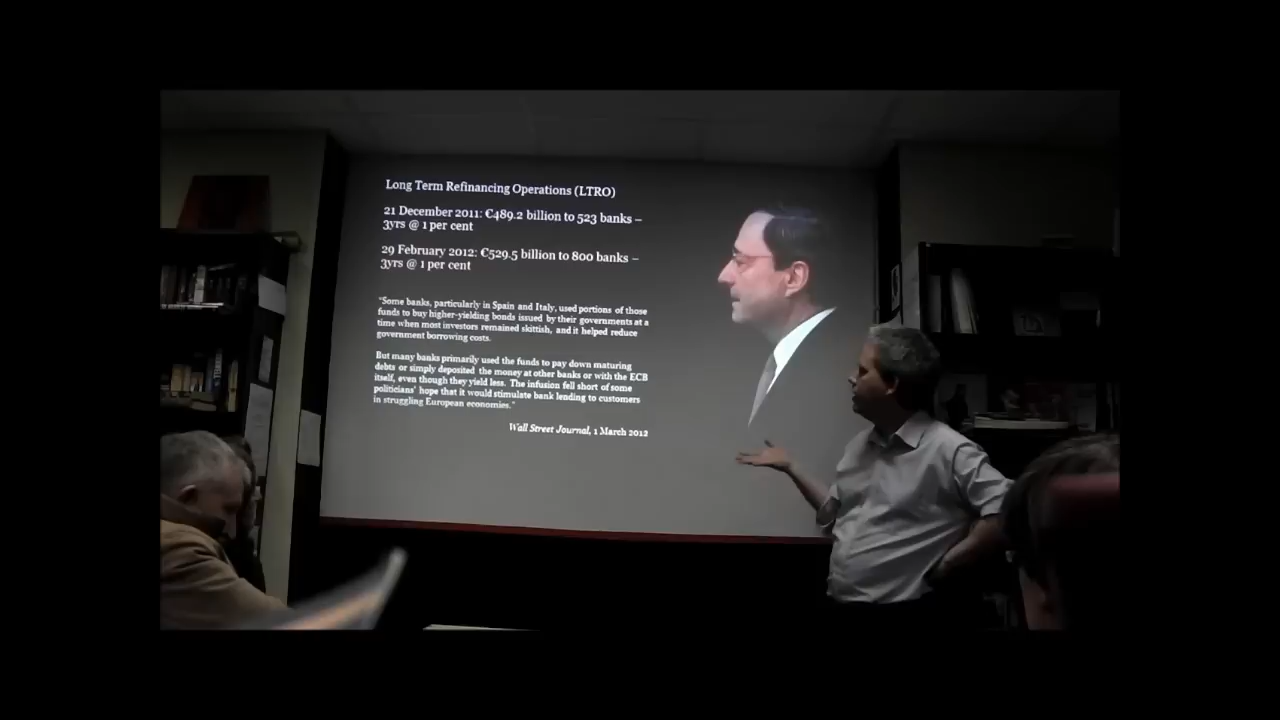 Long Term Refinancing Operations (LTRO)
21 December 2011: €489.2 billion to 523 banks –
3yrs @ 1 per cent
29 February 2012: €529.5 billion to 800 banks –
3yrs @ 1 per cent
"Some banks, particularly in Spain and Italy, used portions of those
funds to buy higher-yielding bonds issued by their governments at a
time when most investors remained skittish, and it helped reduce
government borrowing costs.
But many banks primarily used the funds to pay down maturing
debts or simply deposited the money at other banks or with the ECB
itself, even though they yield less. The infusion fell short of some
politicians' hope that it would stimulate bank lending to customers
in struggling European economies."
Wall Street Journal, 1 March 2012